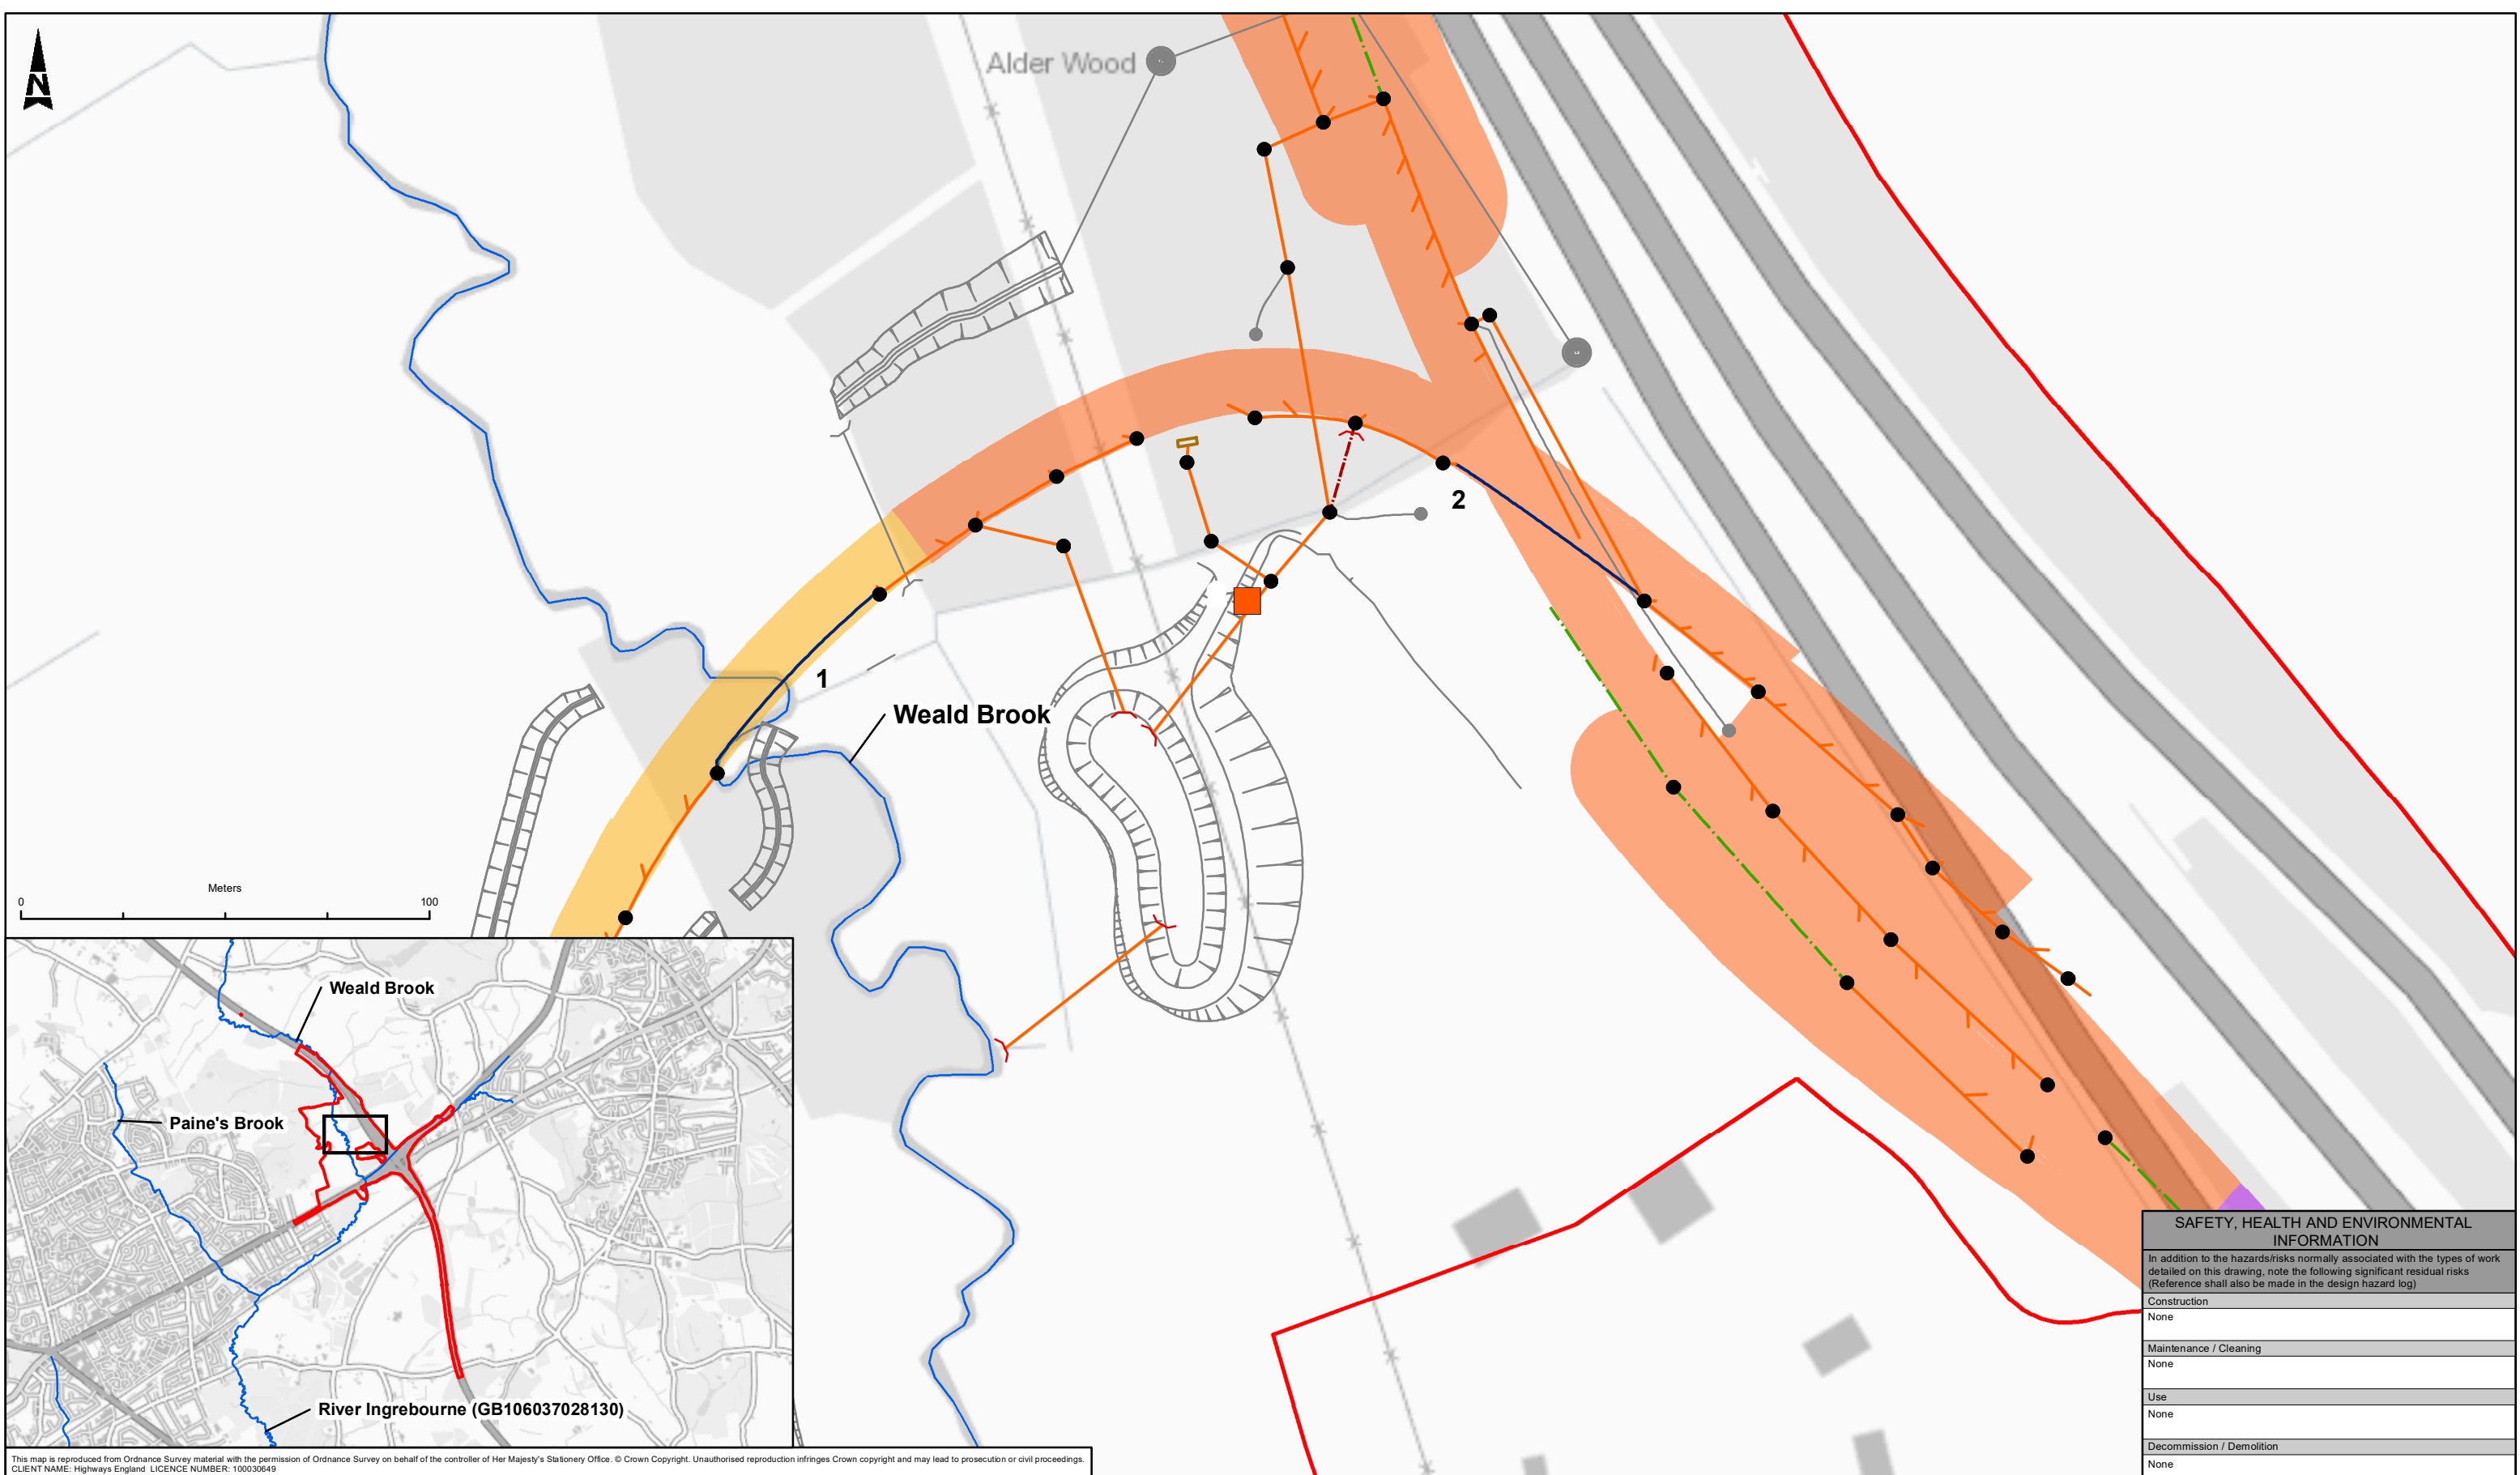 N
Alder Wood
2
1
Weald Brook
Meters
0 100
Weald Brook
Paine's Brook
River Ingrebourne (GB106037028130)
SAFETY, HEALTH AND ENVIRONMENTAL
INFORMATION
In addition to the hazards/risks normally associated with the types of work
detailed on this drawing, note the following significant residual risks
(Reference shall also be made in the design hazard log)
Construction
None
Maintenance / Cleaning
None
Use
None
Decommission / Demolition
None
This map is reproduced from Ordnance Survey material with the permission of Ordnance Survey on behalf of the controller of Her Majesty's Stationery Office. © Crown Copyright. Unauthorised reproduction infringes Crown copyright and may lead to prosecution or civil proceedings.
CLIENT NAME: Highways England LICENCE NUMBER: 100030649